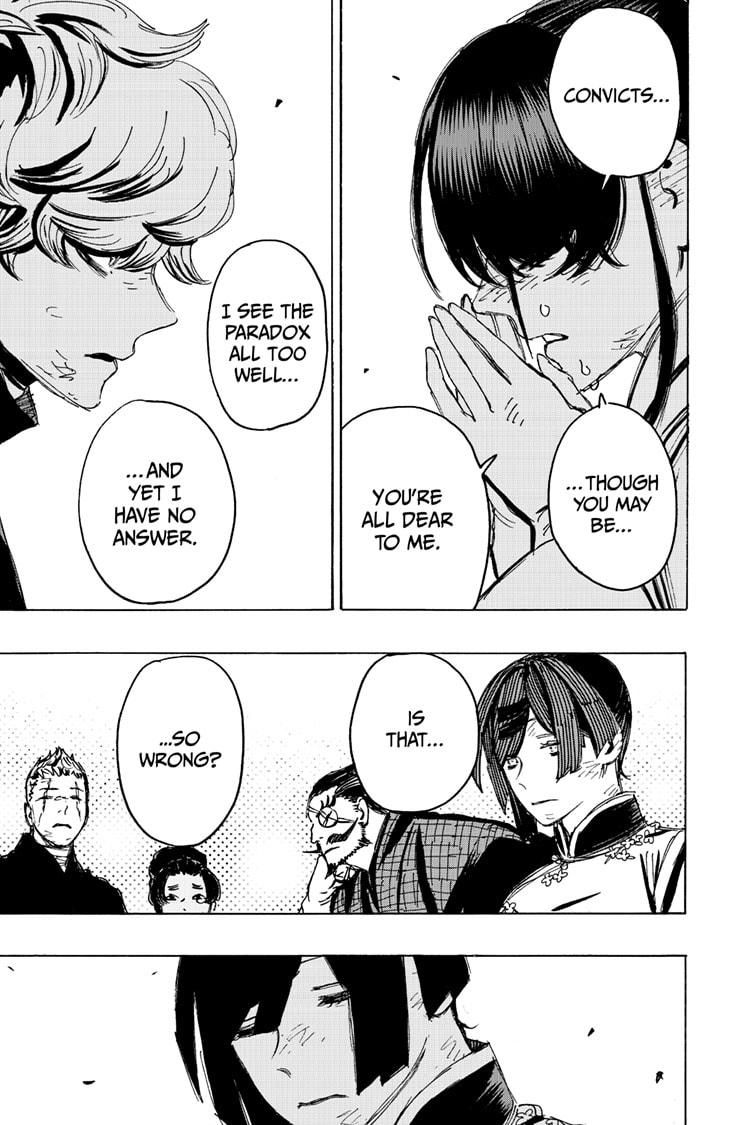 CONVICTS...
...THOUGH
YOU MAY
BE...
YOU'RE
ALL DEAR
TO ME.
I SEE THE
PARADOX
ALL TOO
WELL...
...AND
YET I
HAVE NO
ANSWER.
IS
THAT...
...SO
WRONG?